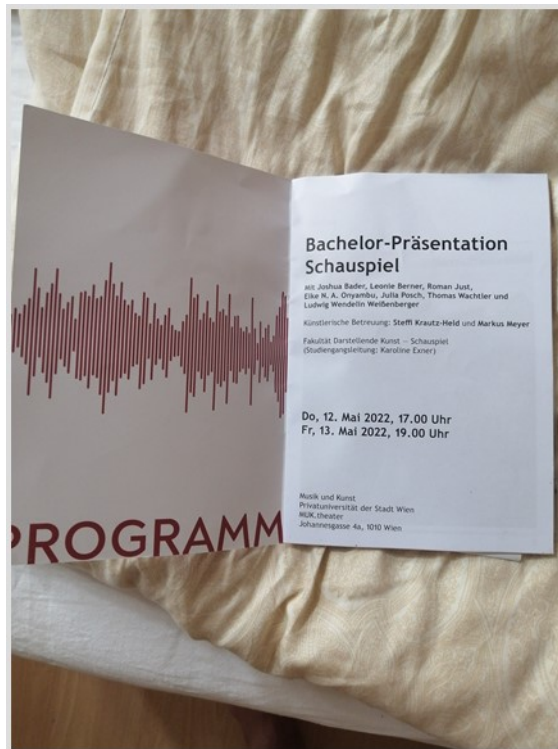 PROGRAMM
Bachelor-Präsentation
Schauspiel
Mit Joshua Bader, Leonie Berner, Roman Just,
Elke N. A. Onyambu, Julia Posch, Thomas Wachtler und
Ludwig Wendelin Weißenberger
Künstlerische Betreuung: Steffi Krautz-Held und Markus Meyer
Fakultät Darstellende Kunst – Schauspiel
(Studiengangsleitung: Karoline Exner)
Do, 12. Mai 2022, 17.00 Uhr
Fr, 13. Mai 2022, 19.00 Uhr
Musik und Kunst
Privatuniversität der Stadt Wien
MUK.theater
Johannesgasse 4a, 1010 Wien